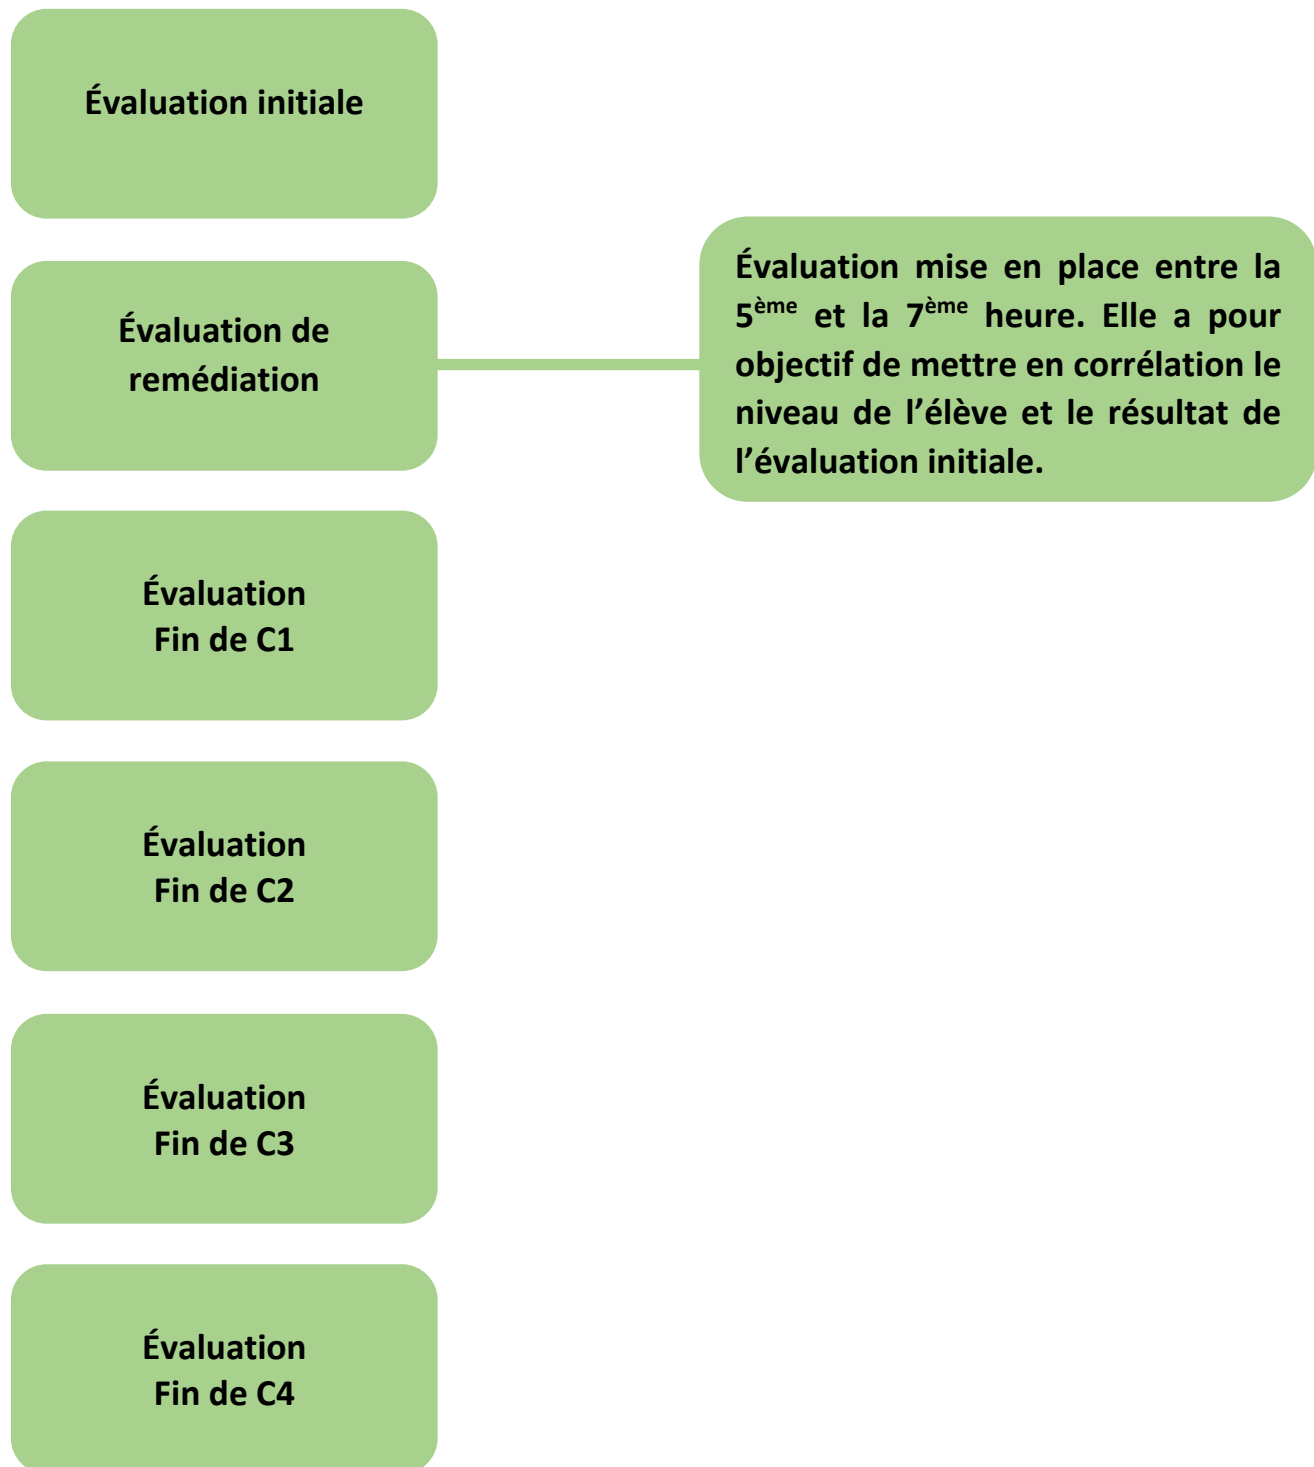 Évaluation initiale
Évaluation de
remédiation
Évaluation mise en place entre la
5ème et la 7ème heure. Elle a pour
objectif de mettre en corrélation le
niveau de l’élève et le résultat de
l’évaluation initiale.
Évaluation
Fin de C1
Évaluation
Fin de C2
Évaluation
Fin de C3
Évaluation
Fin de C4